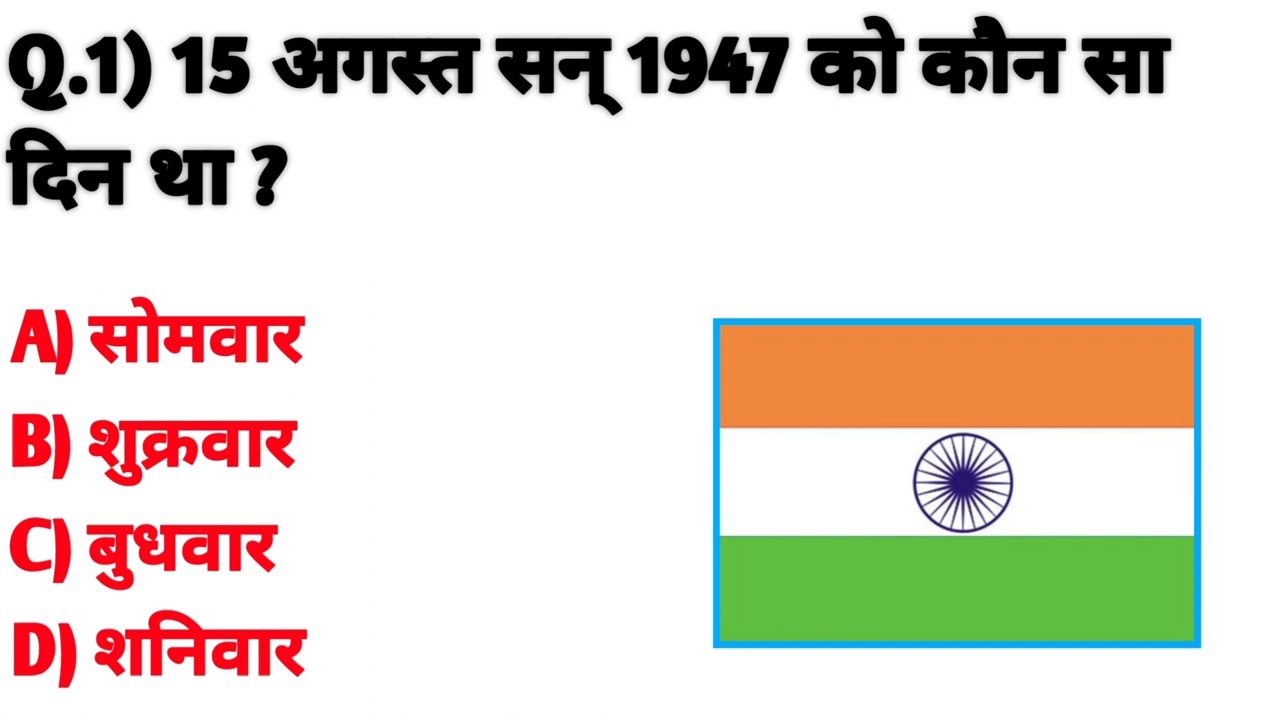 Q.1) 15 अगस्त सन् 1947 को कौन सा
दिन था ?
A) सोमवार
B) शुक्रवार
C) बुधवार
D) शनिवार